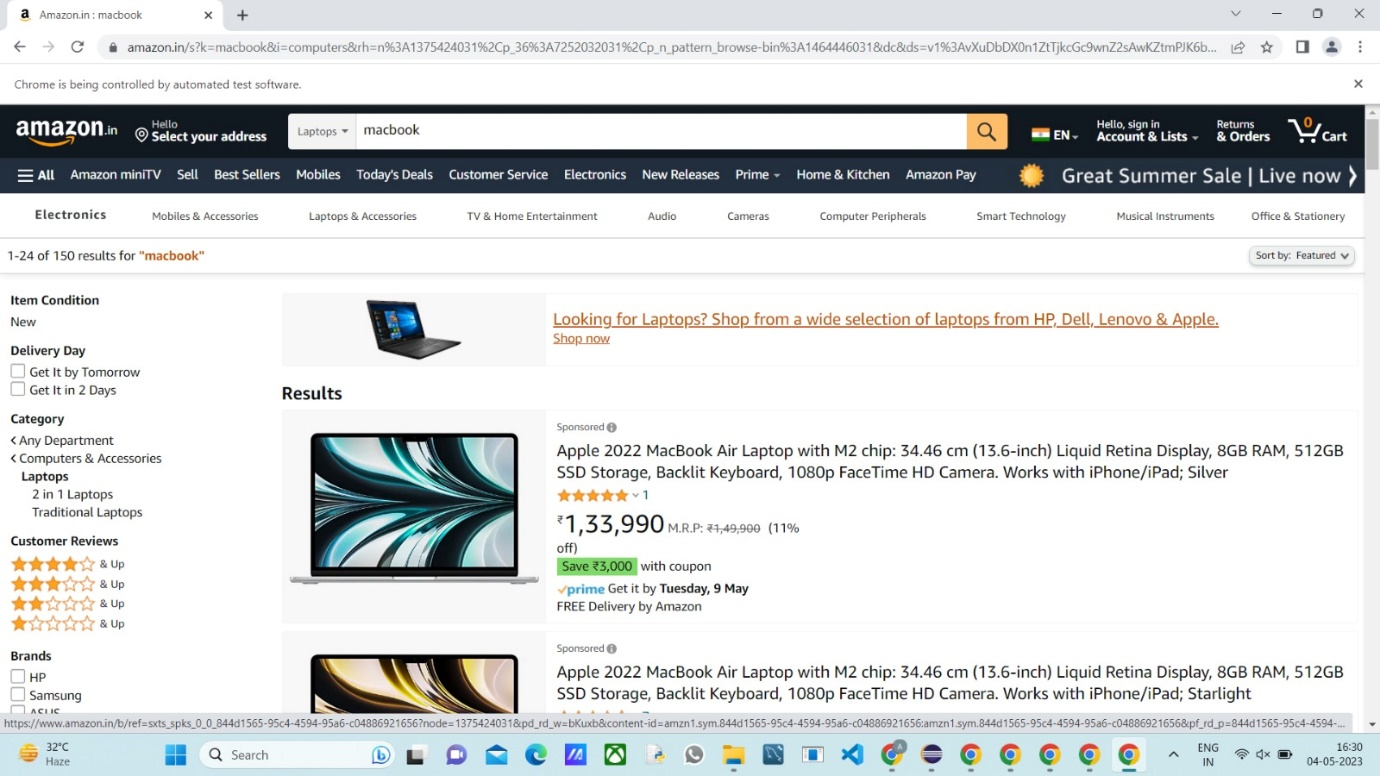 Amazon.in : macbook
amazon.in/s?k=macbook&i=computers&rh=n%3A1375424031%2Cp_36%3A7252032031%2Cp_n_pattern_browse-bin%3A1464446031&dc&ds=v1%3AvXuDbDX0n1ZtTjkcGc9wnZ2sAwKZtmPJK6b...
Chrome is being controlled by automated test software.
amazon.in
Hello
Select your address
Laptops
macbook
EN
Hello, sign in
Account & Lists
Returns
& Orders
0
Cart
All Amazon miniTV Sell Best Sellers Mobiles Today's Deals Customer Service Electronics New Releases Prime Home & Kitchen Amazon Pay Great Summer Sale | Live now
Electronics Mobiles & Accessories Laptops & Accessories TV & Home Entertainment Audio Cameras Computer Peripherals Smart Technology Musical Instruments Office & Stationery
1-24 of 150 results for "macbook"
Sort by: Featured
Item Condition
New
Delivery Day
Get It by Tomorrow
Get It in 2 Days
Category
Any Department
Computers & Accessories
Laptops
2 in 1 Laptops
Traditional Laptops
Customer Reviews
& Up
& Up
& Up
& Up
Brands
HP
Samsung
ASUS
Looking for Laptops? Shop from a wide selection of laptops from HP, Dell, Lenovo & Apple.
Shop now
Results
Sponsored
Apple 2022 MacBook Air Laptop with M2 chip: 34.46 cm (13.6-inch) Liquid Retina Display, 8GB RAM, 512GB
SSD Storage, Backlit Keyboard, 1080p FaceTime HD Camera. Works with iPhone/iPad; Silver
1
₹1,33,990 M.R.P: ₹1,49,900 (11%
off)
Save ₹3,000 with coupon
prime Get it by Tuesday, 9 May
FREE Delivery by Amazon
Sponsored
Apple 2022 MacBook Air Laptop with M2 chip: 34.46 cm (13.6-inch) Liquid Retina Display, 8GB RAM, 512GB
SSD Storage, Backlit Keyboard, 1080p FaceTime HD Camera. Works with iPhone/iPad; Starlight
https://www.amazon.in/b/ref=sxts_spks_0_0_844d1565-95c4-4594-95a6-c04886921656?node=1375424031&pd_rd_w=bKuxb&content-id=amzn1.sym.844d1565-95c4-4594-95a6-c04886921656:amzn1.sym.844d1565-95c4-4594-95a6-c04886921656&pf_rd_p=844d1565-95c4-4594-...
32°C
Haze
Search
A
ENG
IN
16:30
04-05-2023